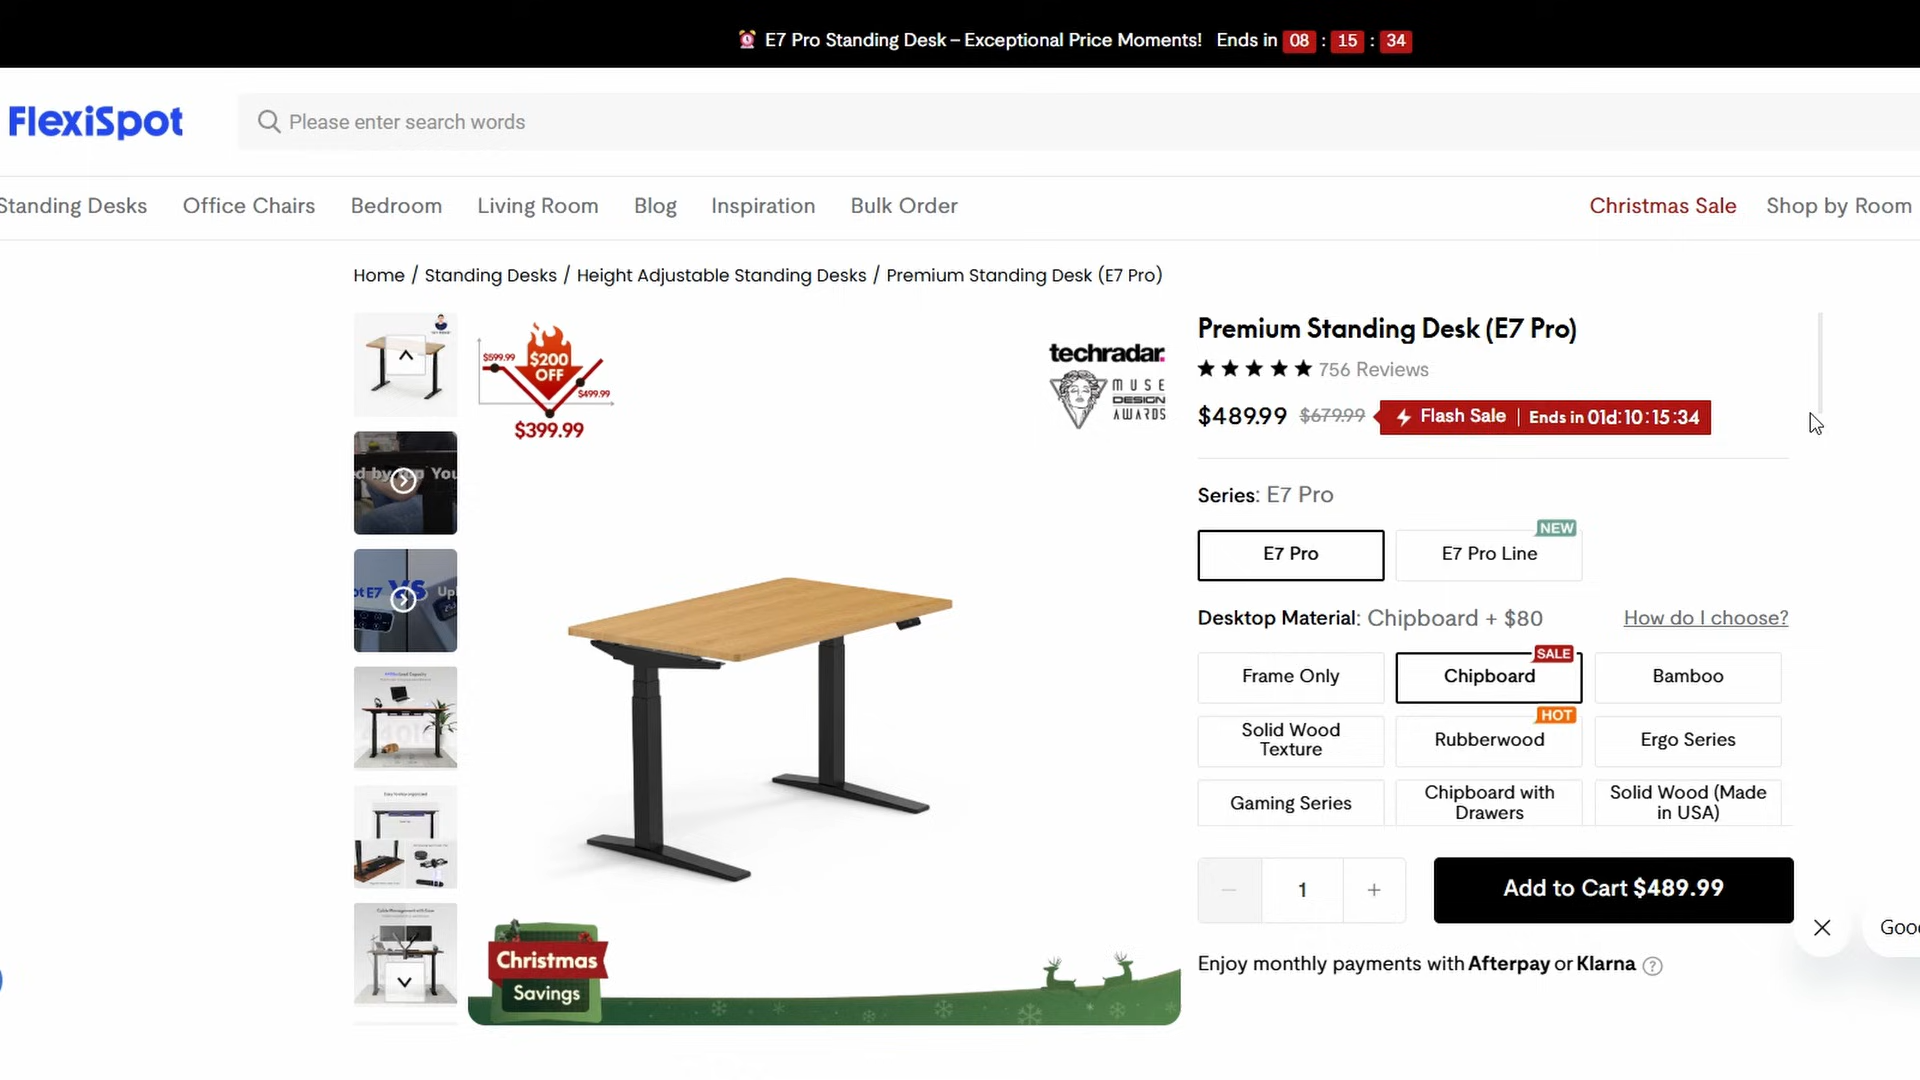 E7 Pro Standing Desk – Exceptional Price Moments! Ends in 08 : 15 : 34
FlexiSpot
Please enter search words
Standing Desks Office Chairs Bedroom Living Room Blog Inspiration Bulk Order Christmas Sale Shop by Room
Home / Standing Desks / Height Adjustable Standing Desks / Premium Standing Desk (E7 Pro)
$599.99
$200
OFF
$499.99
$399.99
techradar.
MUSE
DESIGN
AWARDS
Premium Standing Desk (E7 Pro)
756 Reviews
$489.99 $679.99 Flash Sale | Ends in 01d:10:15:34
Series: E7 Pro
NEW
E7 Pro E7 Pro Line
Desktop Material: Chipboard + $80 How do I choose?
SALE
Frame Only Chipboard Bamboo
HOT
Solid Wood
Texture
Rubberwood
Ergo Series
Gaming Series
Chipboard with
Drawers
Solid Wood (Made
in USA)
1
Add to Cart $489.99
Enjoy monthly payments with Afterpay or Klarna ?
Christmas
Savings
VS